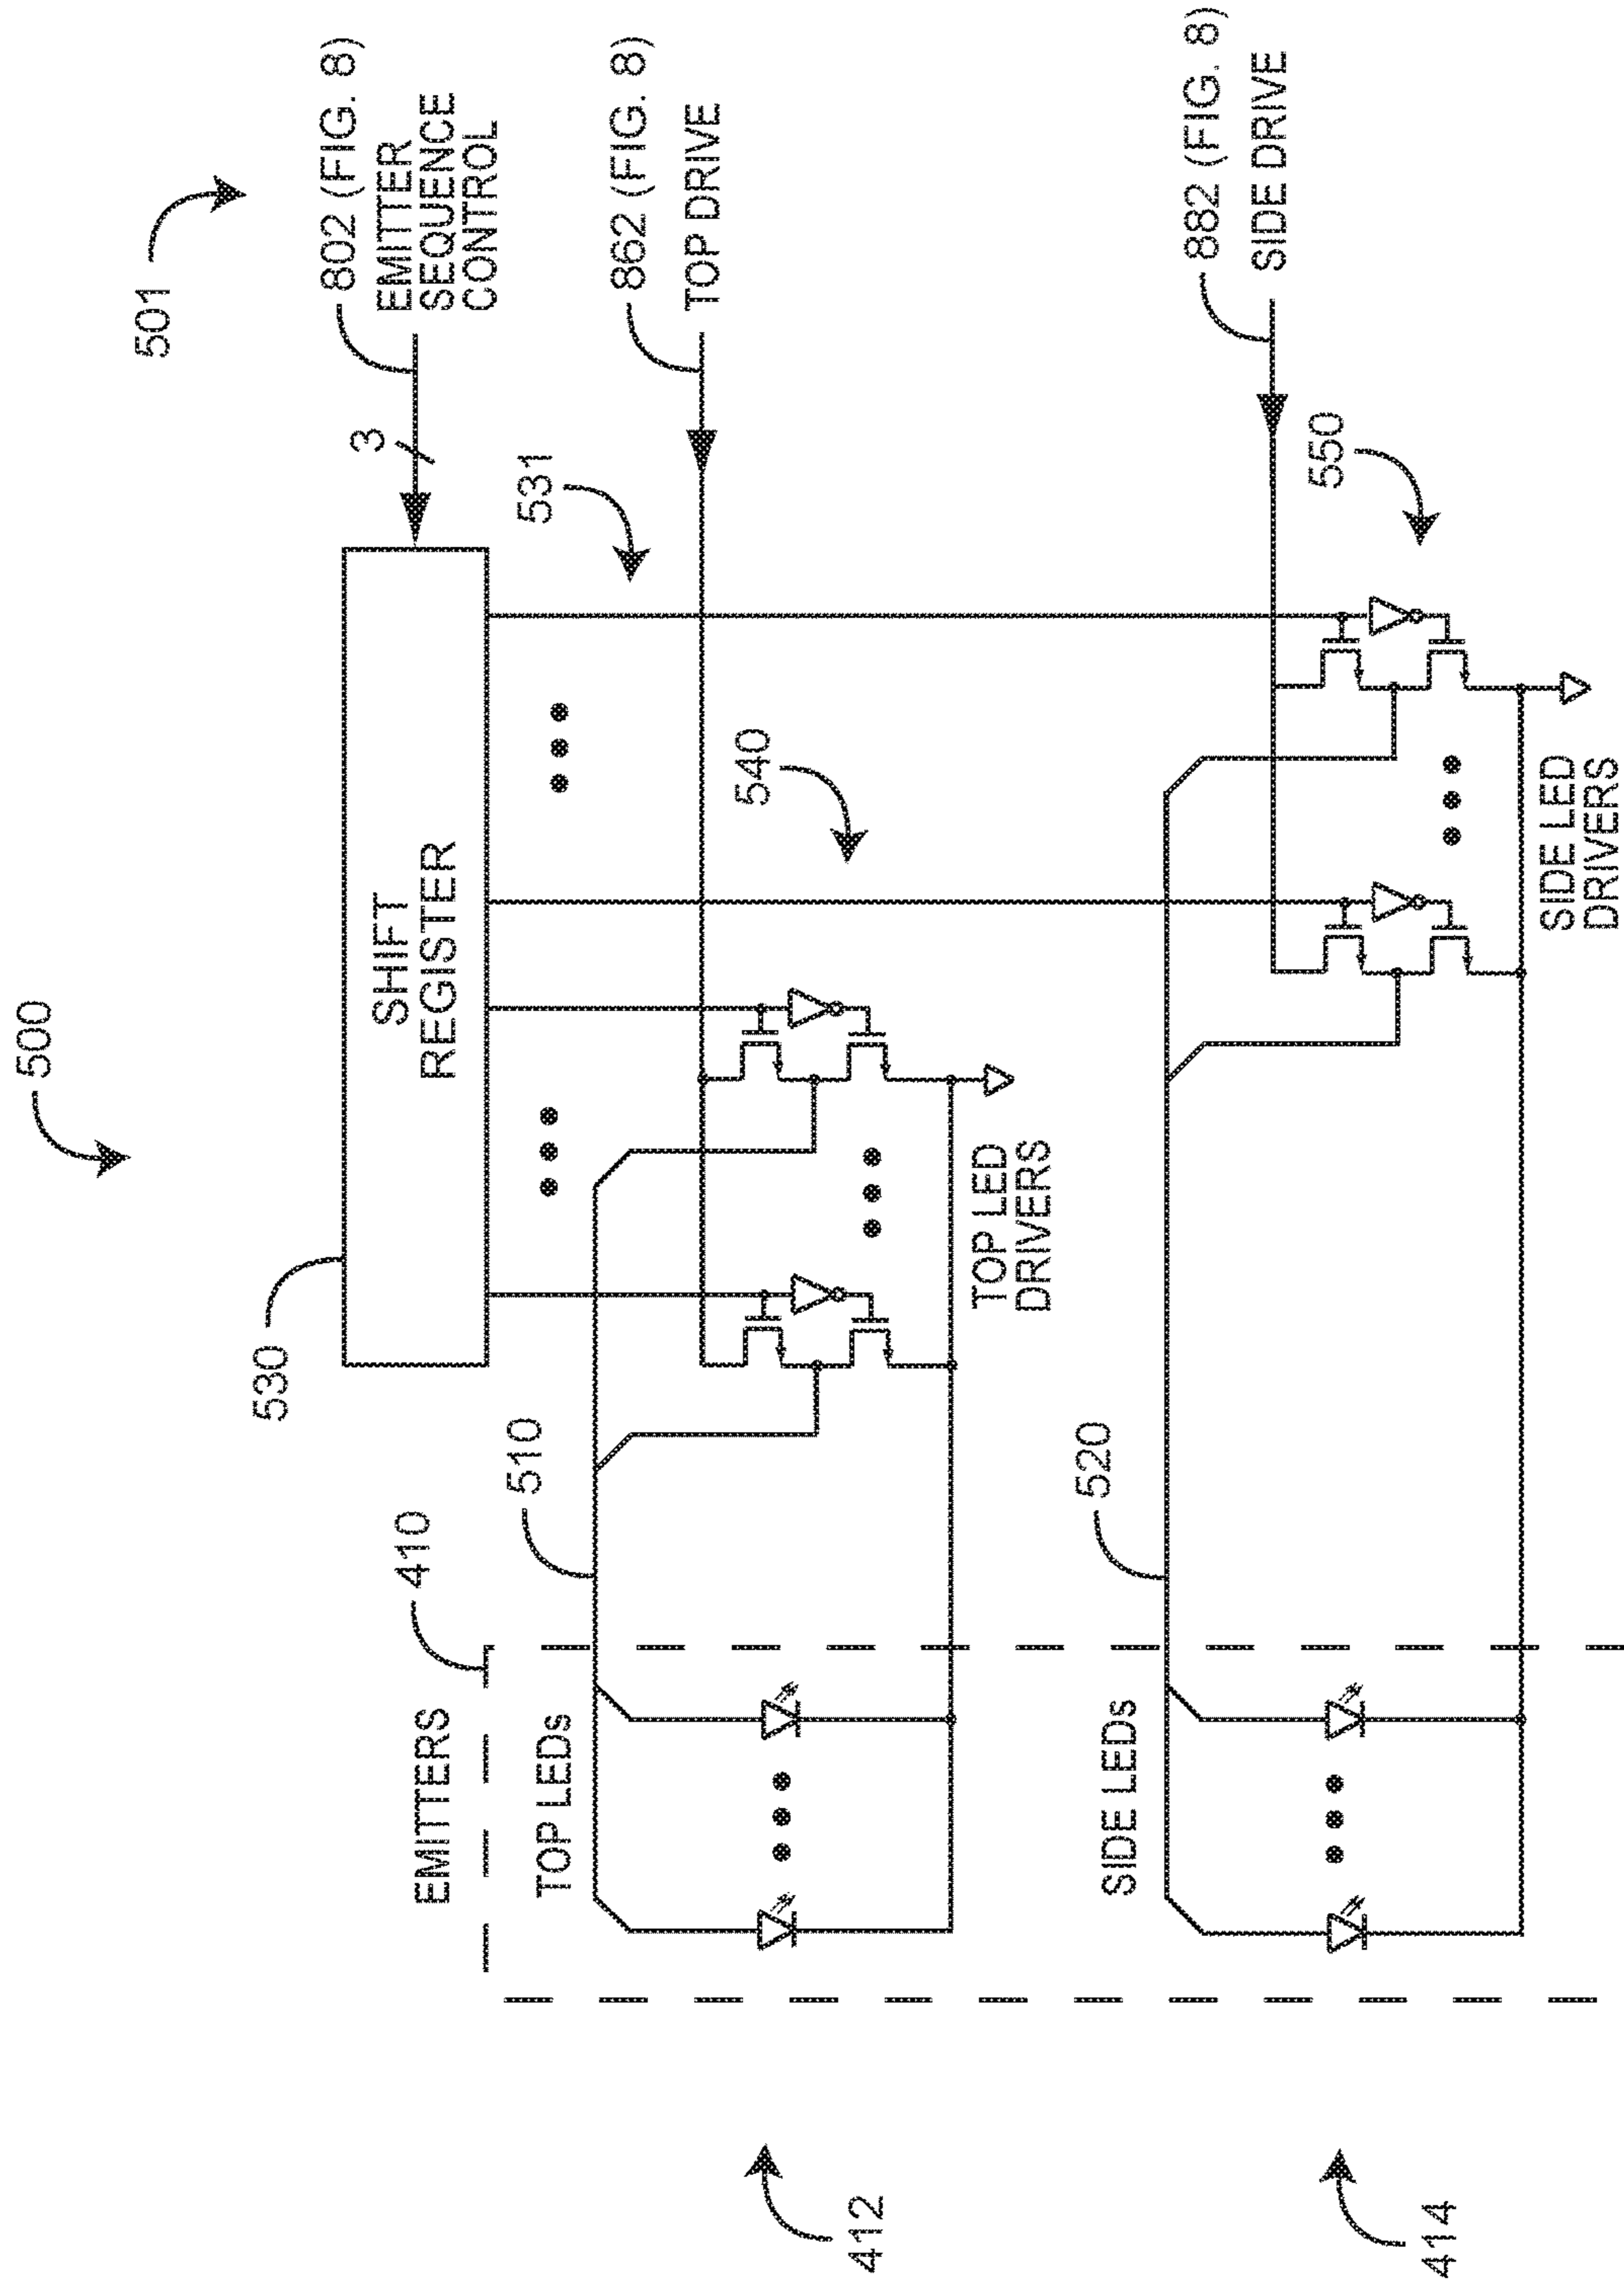 500
501
530
SHIFT
REGISTER
3
802 (FIG. 8)
EMITTER
SEQUENCE
CONTROL
410
EMITTERS
510
531
862 (FIG. 8)
TOP DRIVE
TOP LEDs
540
412
TOP LED
DRIVERS
520
882 (FIG. 8)
SIDE DRIVE
SIDE LEDs
550
414
SIDE LED
DRIVERS